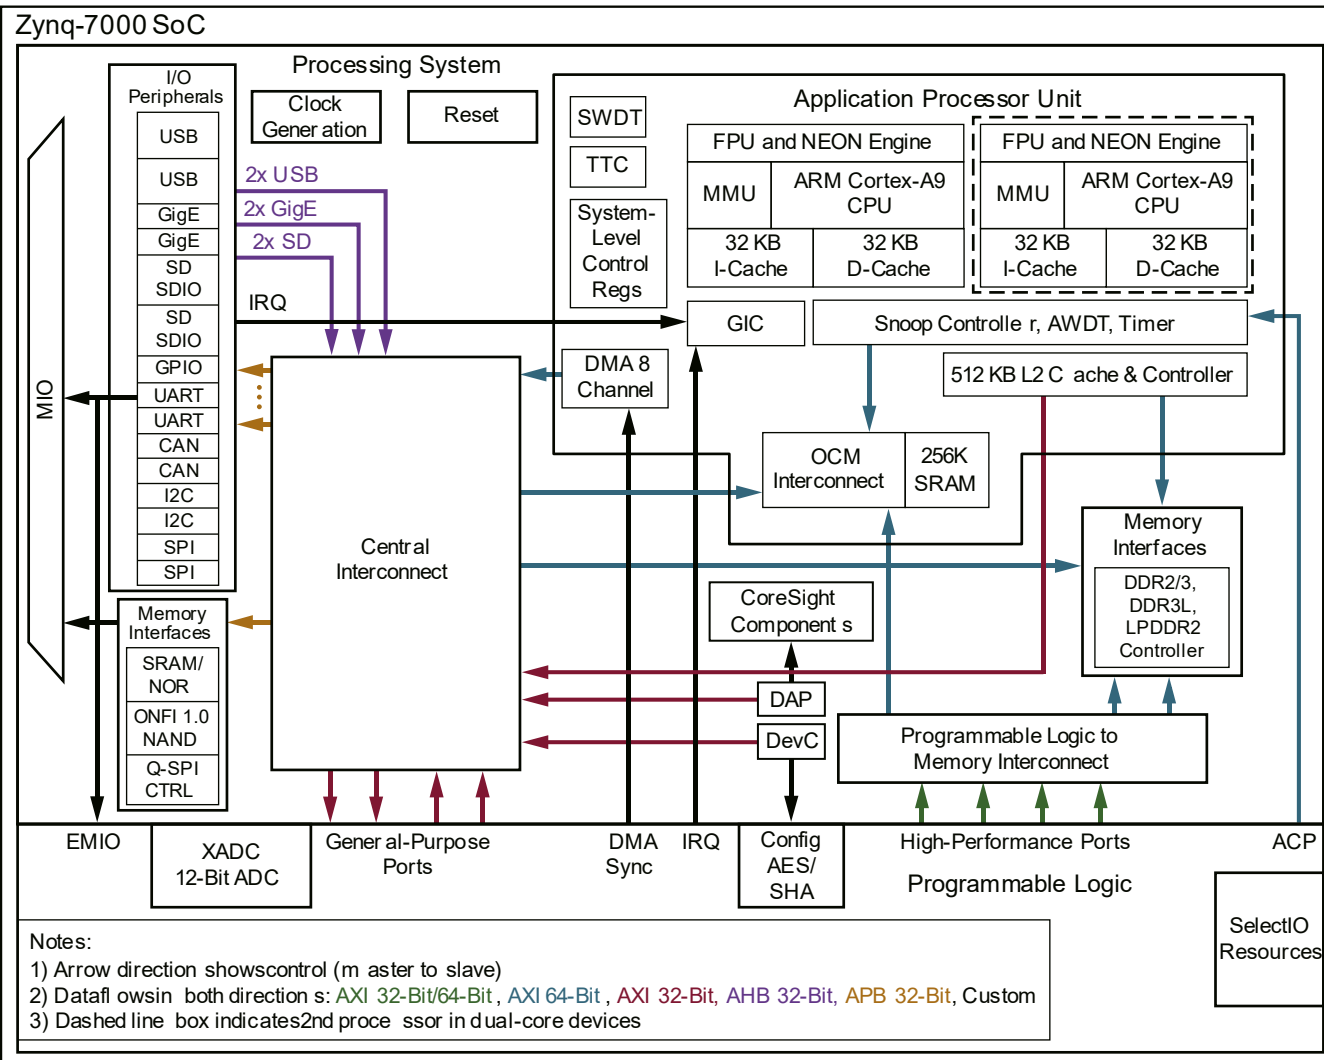 Zynq-7000 SoC
Processing System
I/O
Peripherals
USB
USB
GigE
GigE
SD
SDIO
SD
SDIO
GPIO
UART
UART
CAN
CAN
I2C
I2C
SPI
SPI
MIO
Clock
Generation
Reset
2x USB
2x GigE
2x SD
IRQ
Application Processor Unit
SWDT
TTC
System-
Level
Control
Regs
FPU and NEON Engine
MMU
ARM Cortex-A9
CPU
32 KB
I-Cache
32 KB
D-Cache
FPU and NEON Engine
MMU
ARM Cortex-A9
CPU
32 KB
I-Cache
32 KB
D-Cache
GIC
Snoop Controller, AWDT, Timer
DMA 8
Channel
512 KB L2 Cache & Controller
OCM
Interconnect
256K
SRAM
Central
Interconnect
Memory
Interfaces
DDR2/3,
DDR3L,
LPDDR2
Controller
CoreSight
Components
DAP
DevC
Memory
Interfaces
SRAM/
NOR
ONFI 1.0
NAND
Q-SPI
CTRL
Programmable Logic to
Memory Interconnect
EMIO
XADC
12-Bit ADC
General-Purpose
Ports
DMA
Sync
IRQ
Config
AES/
SHA
High-Performance Ports
ACP
Programmable Logic
SelectIO
Resources
Notes:
1) Arrow direction shows control (master to slave)
2) Data flows in both directions: AXI 32-Bit/64-Bit, AXI 64-Bit, AXI 32-Bit, AHB 32-Bit, APB 32-Bit, Custom
3) Dashed line box indicates 2nd processor in dual-core devices